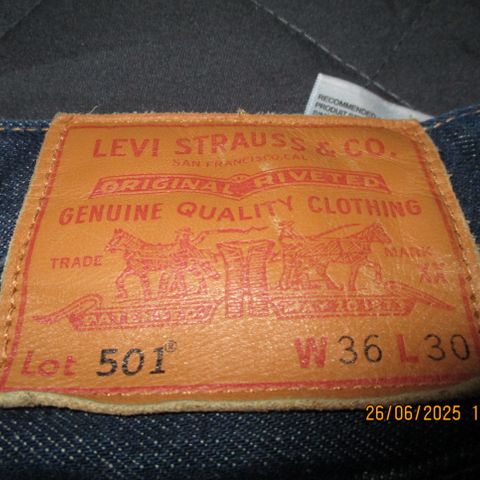 RECOMMENDED
LEVI STRAUSS & CO.
SAN FRANCISCO, CAL.
ORIGINAL RIVETED
GENUINE QUALITY CLOTHING
TRADE MARK
XX
Lot 501® W 36 L 30
26/06/2025 1